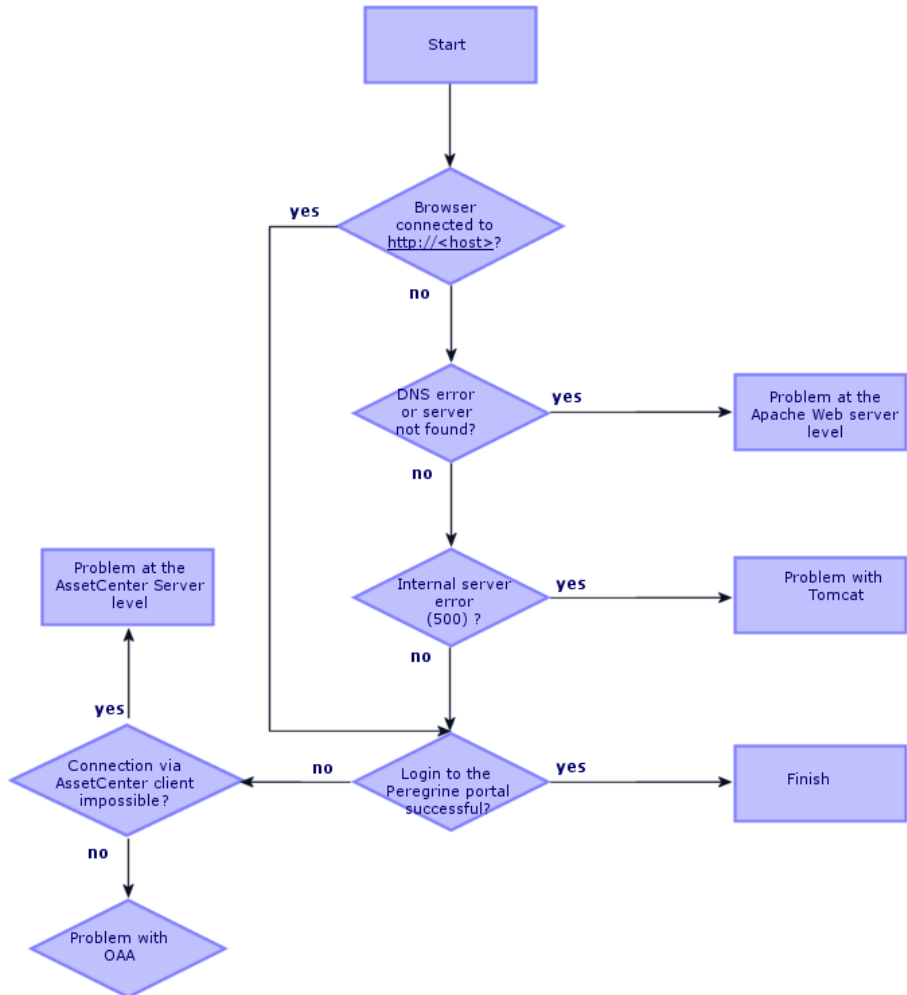 Start
Browser
connected to
http://<host>?
yes
no
DNS error
or server
not found?
yes
Problem at the
Apache Web server
level
no
Internal server
error
(500) ?
yes
Problem with
Tomcat
no
Problem at the
AssetCenter Server
level
yes
Connection via
AssetCenter client
impossible?
no
Login to the
Peregrine portal
successful?
yes
Finish
no
Problem with
OAA